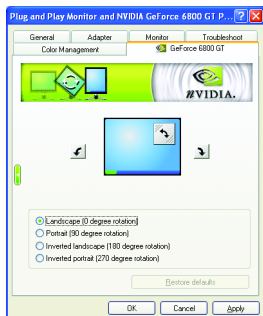 Plug and Play Monitor and NVIDIA GeForce 6800 GT P...
General Adapter Monitor Troubleshoot
Color Management GeForce 6800 GT
NVIDIA.
Landscape (0 degree rotation)
Portrait (90 degree rotation)
Inverted landscape (180 degree rotation)
Inverted portrait (270 degree rotation)
Restore defaults
OK Cancel Apply